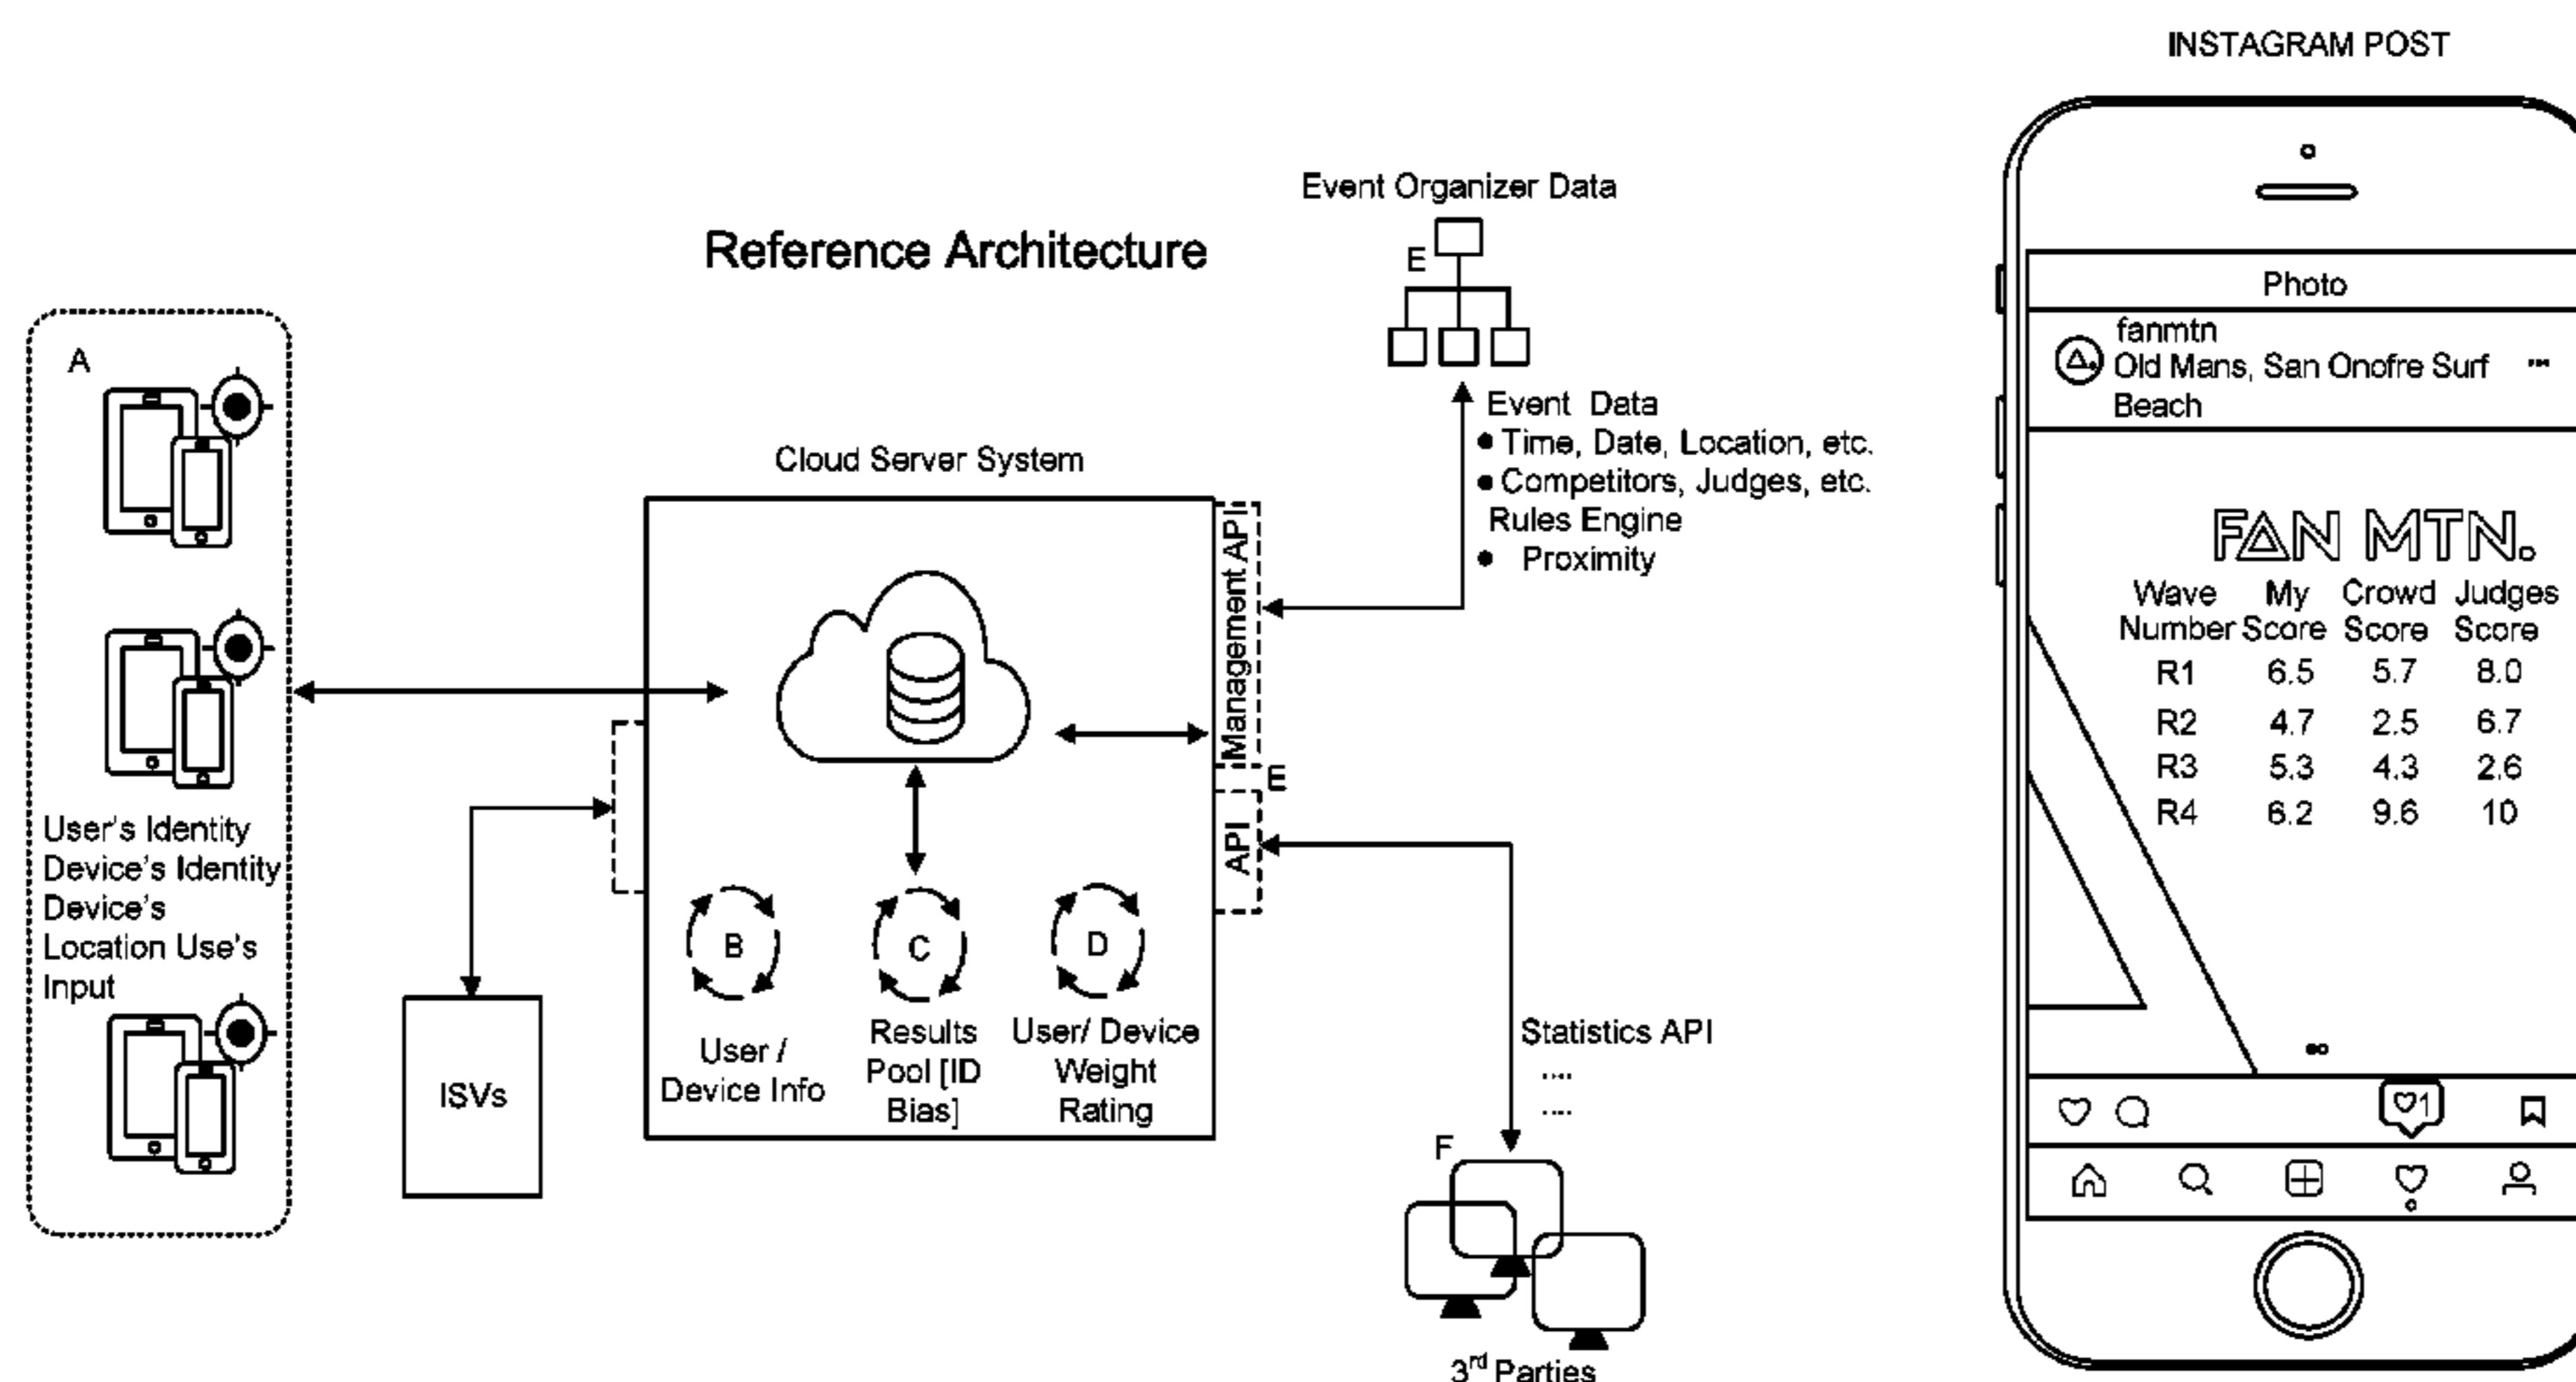 Reference Architecture
A
User's Identity
Device's Identity
Device's
Location Use's
Input
ISVs
Cloud Server System
B
User /
Device Info
C
Results
Pool [ID
Bias]
D
User/ Device
Weight
Rating
Management API
E
API
Event Organizer Data
E
Event Data
• Time, Date, Location, etc.
• Competitors, Judges, etc.
Rules Engine
• Proximity
Statistics API
....
....
F
3rd Parties
INSTAGRAM POST
Photo
fanmtn
Old Mans, San Onofre Surf ...
Beach
FAN MTN.
Wave My Crowd Judges
Number Score Score Score
R1 6.5 5.7 8.0
R2 4.7 2.5 6.7
R3 5.3 4.3 2.6
R4 6.2 9.6 10
1